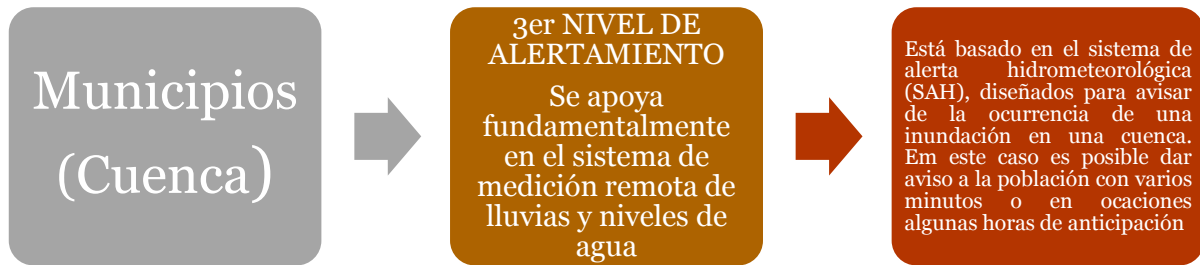 Municipios
(Cuenca)
3er NIVEL DE
ALERTAMIENTO
Se apoya
fundamentalmente
en el sistema de
medición remota de
lluvias y niveles de
agua
Está basado en el sistema de
alerta hidrometeorológica
(SAH), diseñados para avisar
de la ocurrencia de una
inundación en una cuenca.
Em este caso es posible dar
aviso a la población con varios
minutos o en ocaciones
algunas horas de anticipación